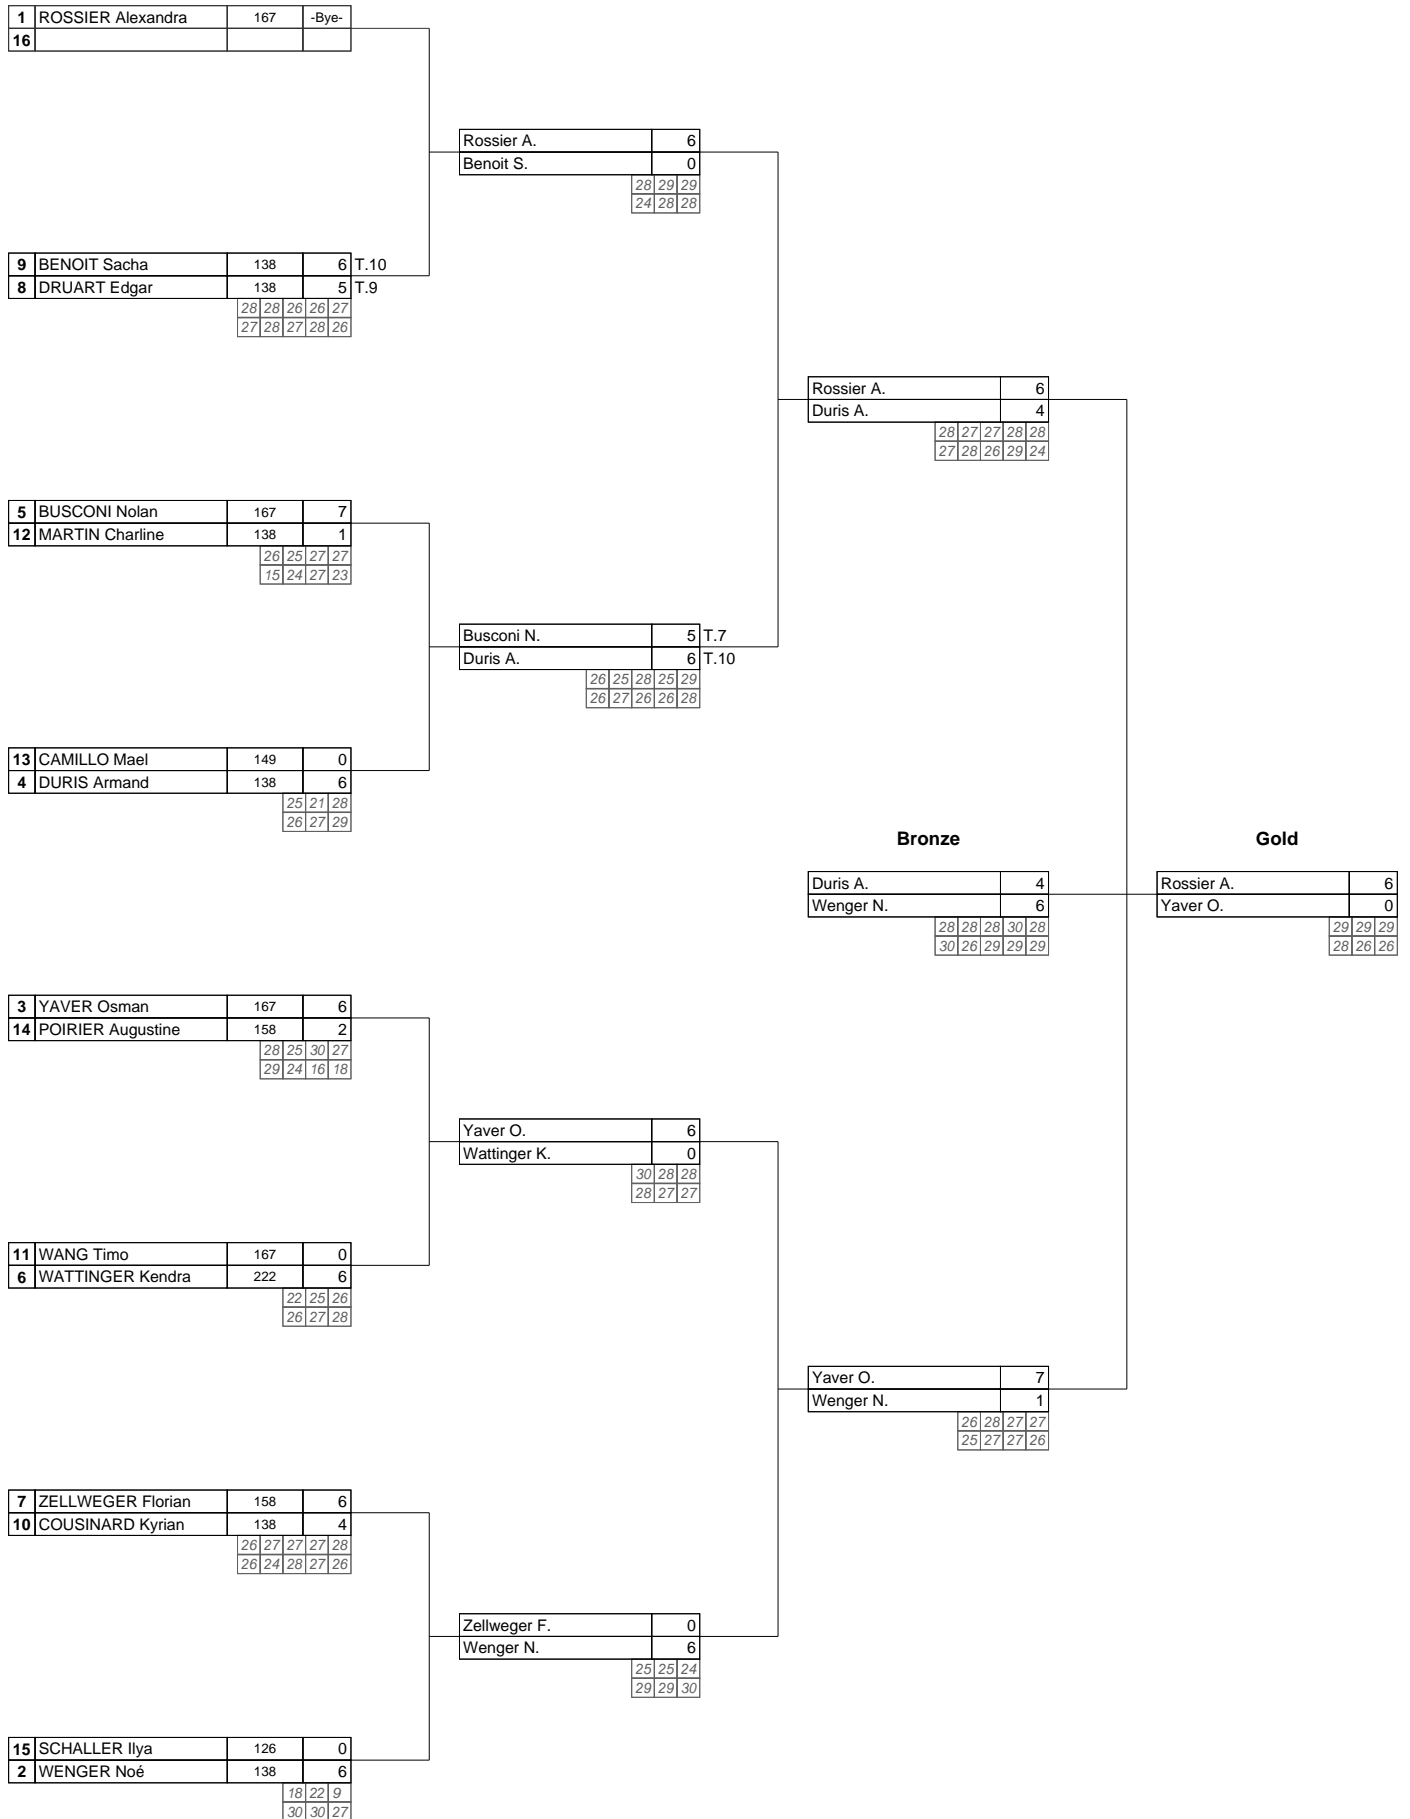 1 ROSSIER Alexandra 167 -Bye-
16
Rossier A. 6
Benoit S. 0
28 29 29
24 28 28
9 BENOIT Sacha 138 6 T.10
8 DRUART Edgar 138 5 T.9
28 28 26 26 27
27 28 27 28 26
Rossier A. 6
Duris A. 4
28 27 27 28 28
27 28 26 29 24
5 BUSCONI Nolan 167 7
12 MARTIN Charline 138 1
26 25 27 27
15 24 27 23
Busconi N. 5 T.7
Duris A. 6 T.10
26 25 28 25 29
26 27 26 26 28
13 CAMILLO Mael 149 0
4 DURIS Armand 138 6
25 21 28
26 27 29
Bronze Gold
Duris A. 4 Rossier A. 6
Wenger N. 6 Yaver O. 0
28 28 28 30 28 29 29 29
30 26 29 29 29 28 26 26
3 YAVER Osman 167 6
14 POIRIER Augustine 158 2
28 25 30 27
29 24 16 18
Yaver O. 6
Wattinger K. 0
30 28 28
28 27 27
11 WANG Timo 167 0
6 WATTINGER Kendra 222 6
22 25 26
26 27 28
Yaver O. 7
Wenger N. 1
26 28 27 27
25 27 27 26
7 ZELLWEGER Florian 158 6
10 COUSINARD Kyrian 138 4
26 27 27 27 28
26 24 28 27 26
Zellweger F. 0
Wenger N. 6
25 25 24
29 29 30
15 SCHALLER Ilya 126 0
2 WENGER Noé 138 6
18 22 9
30 30 27